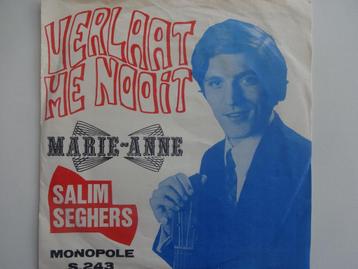 VERLAAT
ME NOOIT
MARIE-ANNE
SALIM
SEGHERS
MONOPOLE
S.243